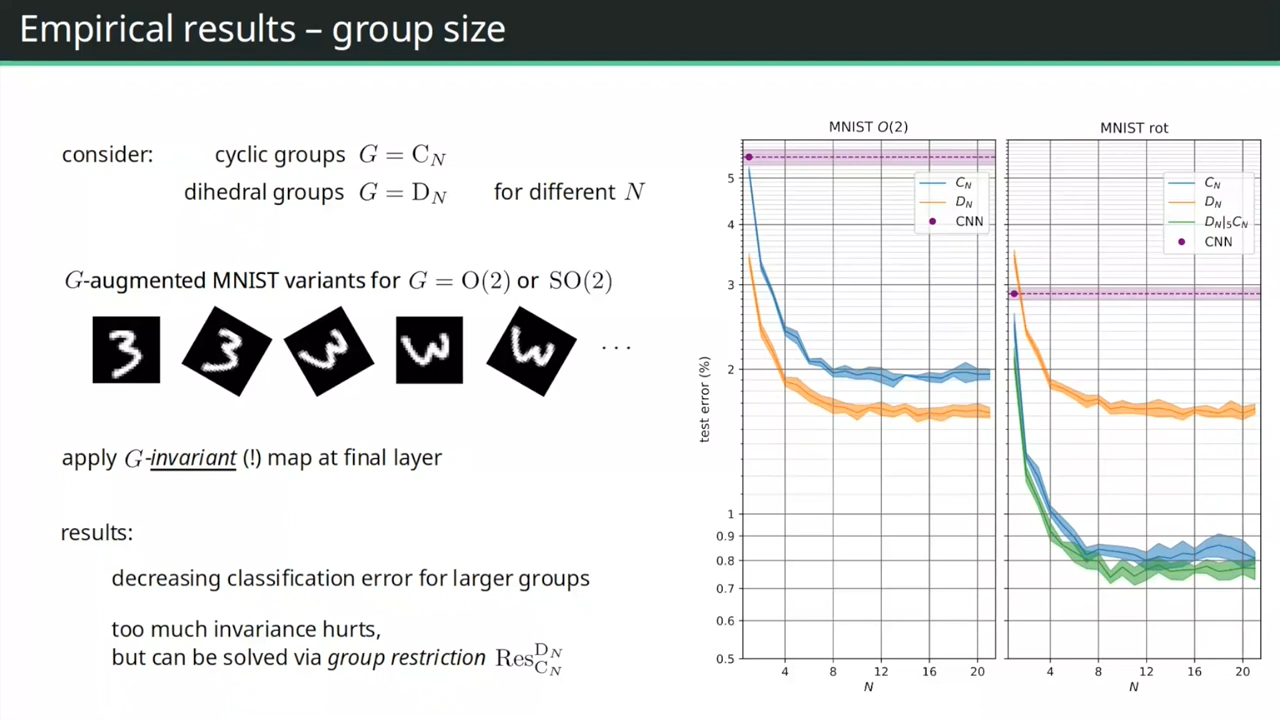 Empirical results – group size
consider: cyclic groups G = C_N
dihedral groups G = D_N for different N
G-augmented MNIST variants for G = O(2) or SO(2)
...
apply G-invariant (!) map at final layer
results:
decreasing classification error for larger groups
too much invariance hurts,
but can be solved via group restriction Res^{D_N}_{C_N}
MNIST O(2)
C_N
D_N
CNN
test error (%)
5
4
3
2
1
0.9
0.8
0.7
0.6
0.5
4 8 12 16 20
N
MNIST rot
C_N
D_N
D_N|_5C_N
CNN
4 8 12 16 20
N